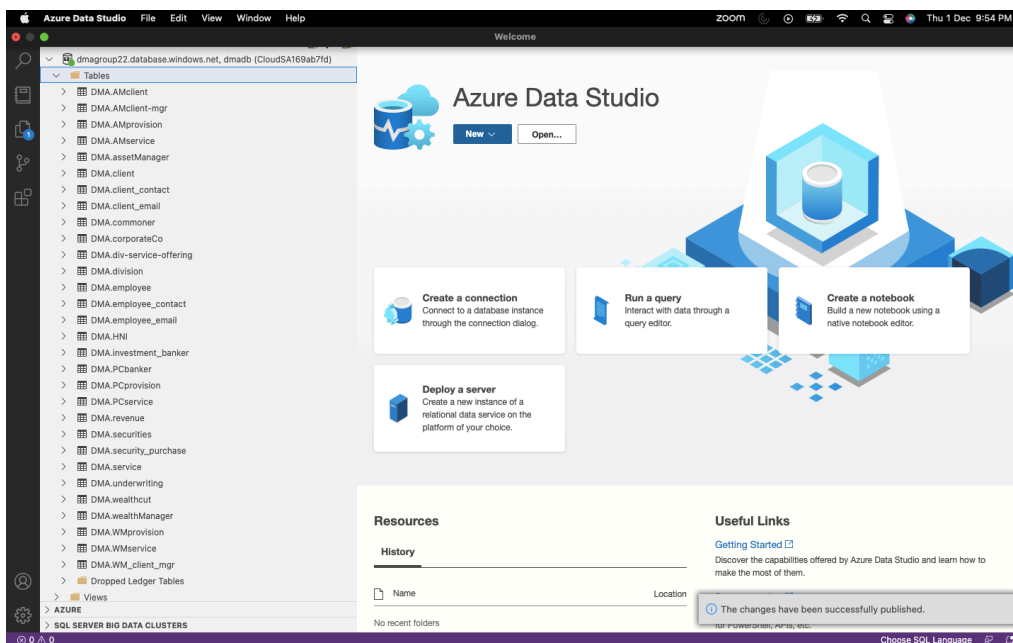 Azure Data Studio File Edit View Window Help zoom Thu 1 Dec 9:54 PM
Welcome
dmagroup22.database.windows.net, dmadb (CloudSA169ab7fd)
Tables
DMA.AMclient
DMA.AMclient-mgr
DMA.AMprovision
DMA.AMservice
DMA.assetManager
DMA.client
DMA.client_contact
DMA.client_email
DMA.commoner
DMA.corporateCo
DMA.div-service-offering
DMA.division
DMA.employee
DMA.employee_contact
DMA.employee_email
DMA.HNI
DMA.investment_banker
DMA.PCbanker
DMA.PCprovision
DMA.PCservice
DMA.revenue
DMA.securities
DMA.security_purchase
DMA.service
DMA.underwriting
DMA.wealthcut
DMA.wealthManager
DMA.WMprovision
DMA.WMservice
DMA.WM_client_mgr
Dropped Ledger Tables
Views
AZURE
SQL SERVER BIG DATA CLUSTERS
1
Azure Data Studio
New Open...
Create a connection
Connect to a database instance
through the connection dialog.
Run a query
Interact with data through a
query editor.
Create a notebook
Build a new notebook using a
native notebook editor.
Deploy a server
Create a new instance of a
relational data service on the
platform of your choice.
Resources
History
Name Location
No recent folders
Useful Links
Getting Started
Discover the capabilities offered by Azure Data Studio and learn how to
make the most of them.
The changes have been successfully published.
for PowerShell, APIs, etc.
0 0 Choose SQL Language